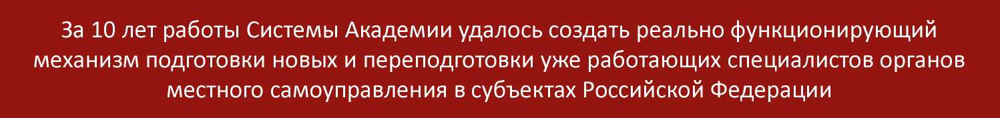 За 10 лет работы Системы Академии удалось создать реально функционирующий
механизм подготовки новых и переподготовки уже работающих специалистов органов
местного самоуправления в субъектах Российской Федерации